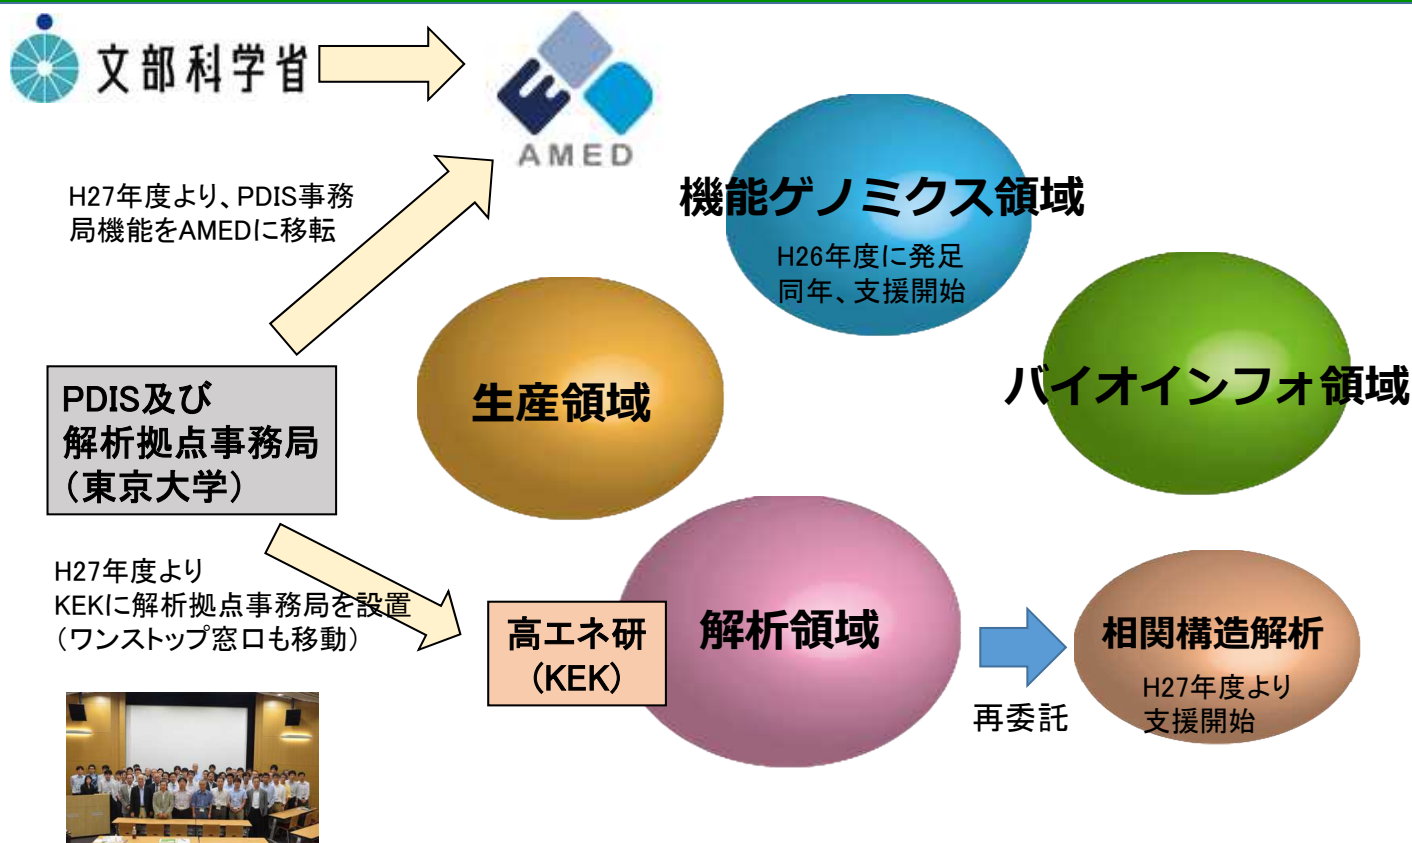 文部科学省
AMED
H27年度より、PDIS事務
局機能をAMEDに移転
機能ゲノミクス領域
H26年度に発足
同年、支援開始
生産領域
バイオインフォ領域
PDIS及び
解析拠点事務局
（東京大学）
H27年度より
KEKに解析拠点事務局を設置
（ワンストップ窓口も移動）
高エネ研
（KEK）
解析領域
再委託
相関構造解析
H27年度より
支援開始